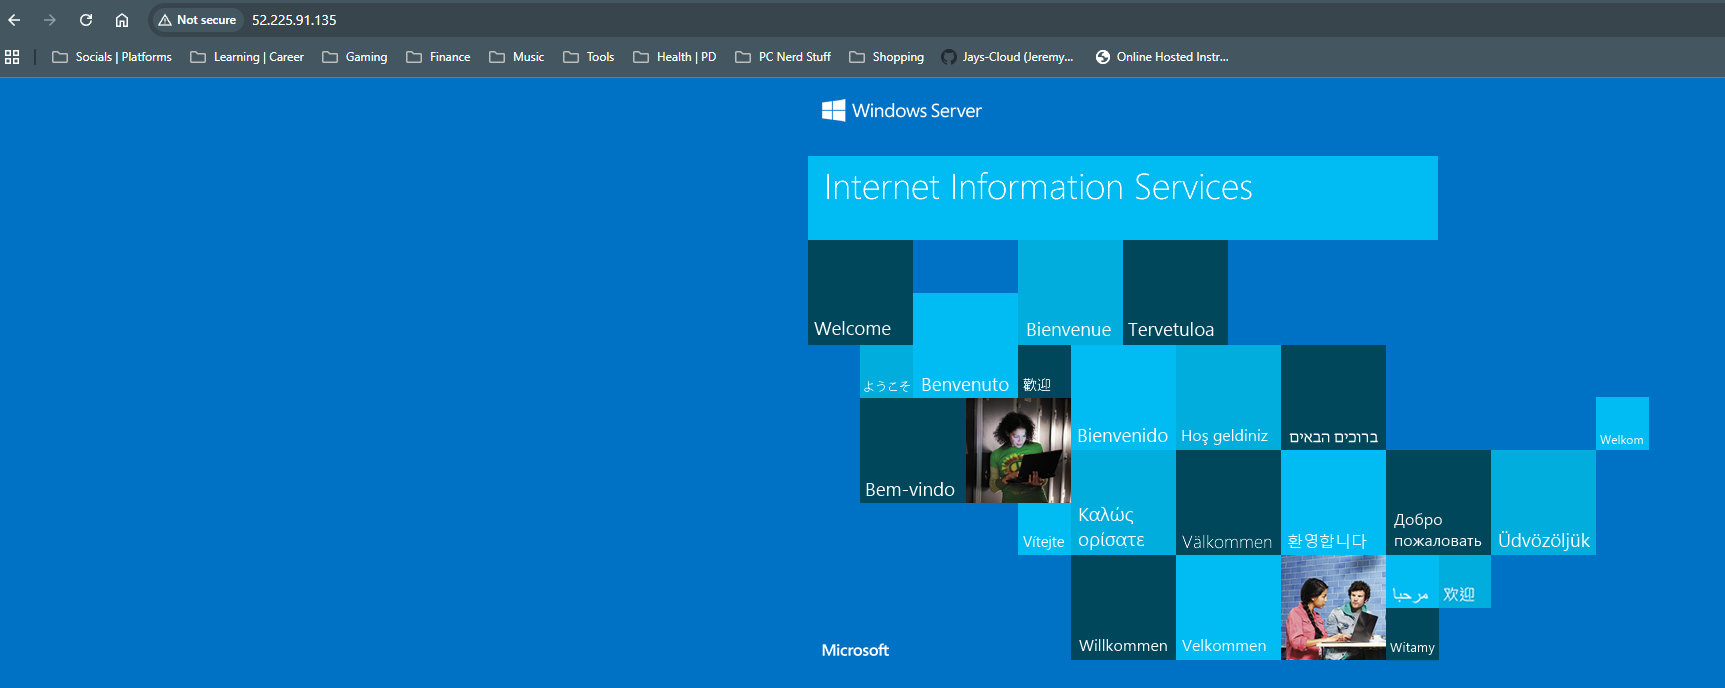 Not secure
52.225.91.135
Socials | Platforms
Learning | Career
Gaming
Finance
Music
Tools
Health | PD
PC Nerd Stuff
Shopping
Jays-Cloud (Jeremy...
Online Hosted Instr...
Windows Server
Internet Information Services
Welcome
Bienvenue
Tervetuloa
ようこそ
Benvenuto
歡迎
Bienvenido
Hoş geldiniz
ברוכים הבאים
Welkom
Bem-vindo
Vítejte
Καλώς
ορίσατε
Välkommen
환영합니다
Добро
пожаловать
Üdvözöljük
Willkommen
Velkommen
مرحبا
欢迎
Witamy
Microsoft